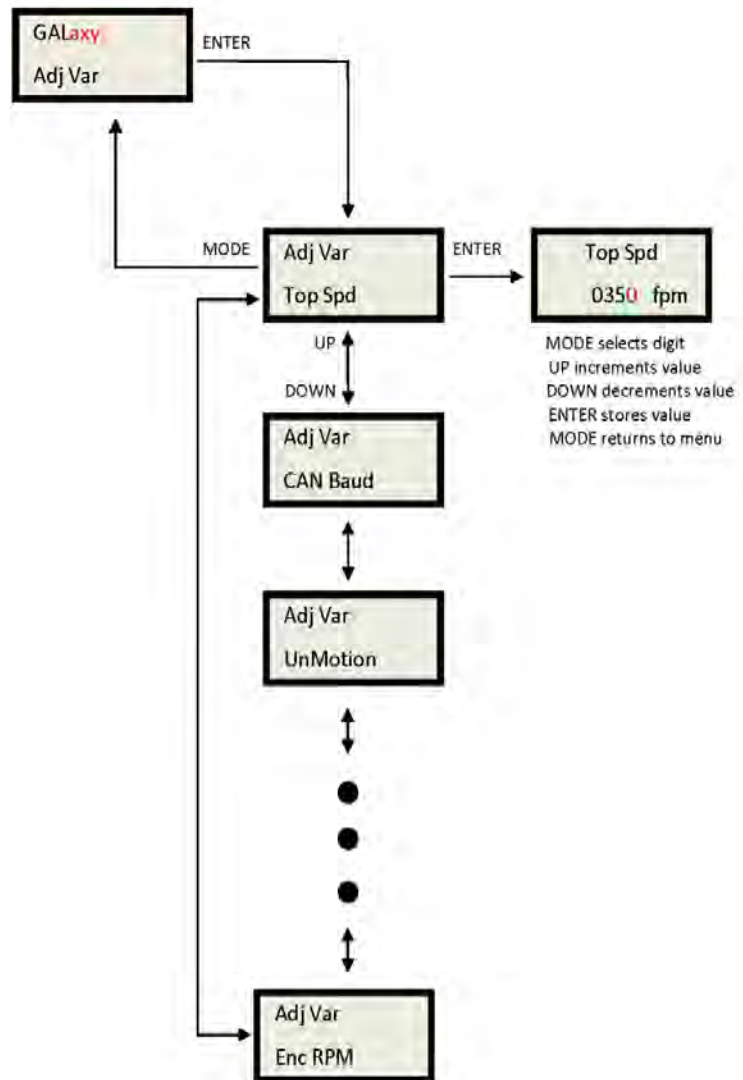 GALaxy
Adj Var
ENTER
MODE
Adj Var
Top Spd
ENTER
Top Spd
0350 fpm
MODE selects digit
UP increments value
DOWN decrements value
ENTER stores value
MODE returns to menu
UP
DOWN
Adj Var
CAN Baud
Adj Var
UnMotion
Adj Var
Enc RPM